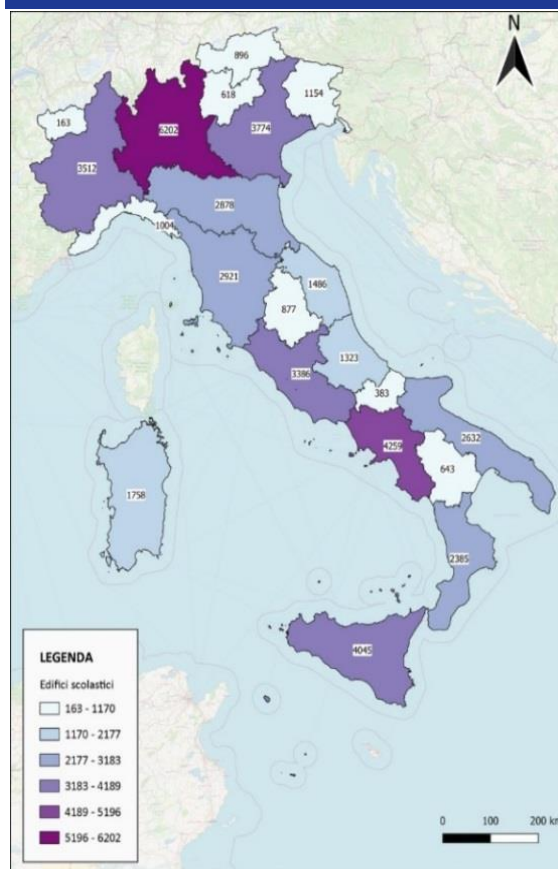 N
896
618
1154
163
6202
3774
3512
2878
1004
2921
1486
877
1323
3386
383
2632
4259
643
1758
2385
4045
LEGENDA
Edifici scolastici
163 - 1170
1170 - 2177
2177 - 3183
3183 - 4189
4189 - 5196
5196 - 6202
0 100 200 km